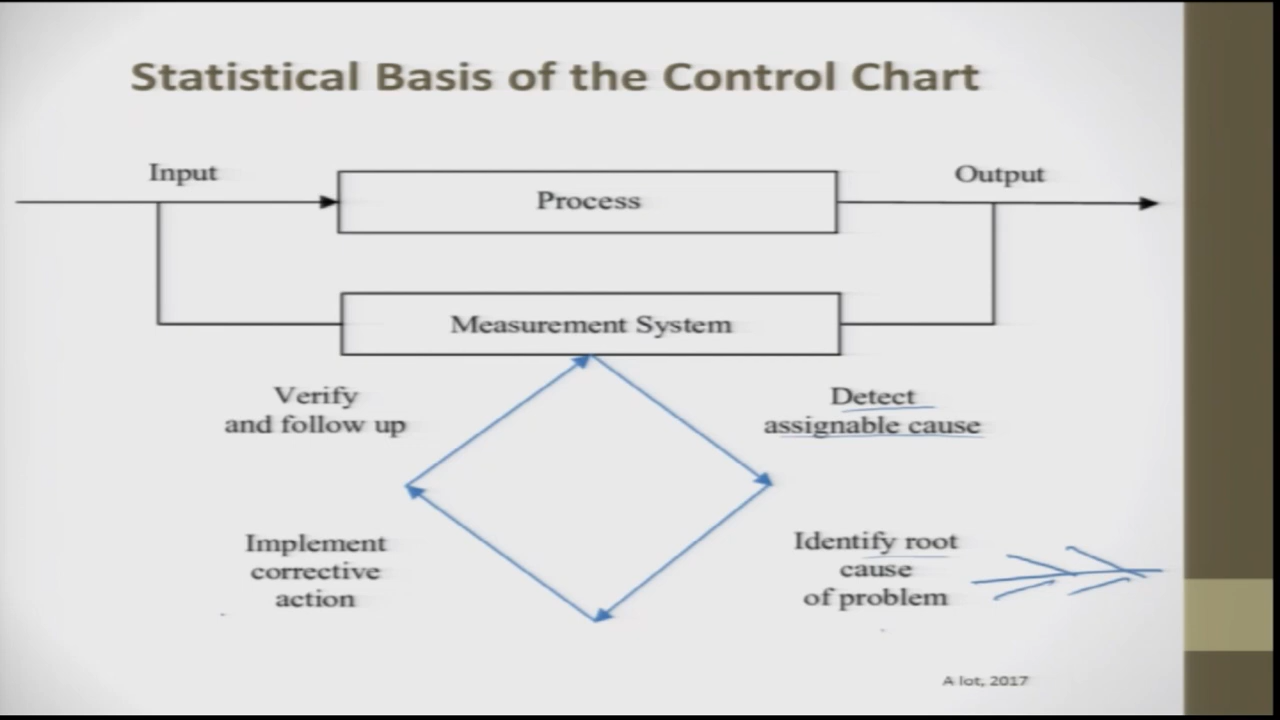 Statistical Basis of the Control Chart
Input
Output
Process
Measurement System
Verify
and follow up
Detect
assignable cause
Implement
corrective
action
Identify root
cause
of problem
A lot, 2017